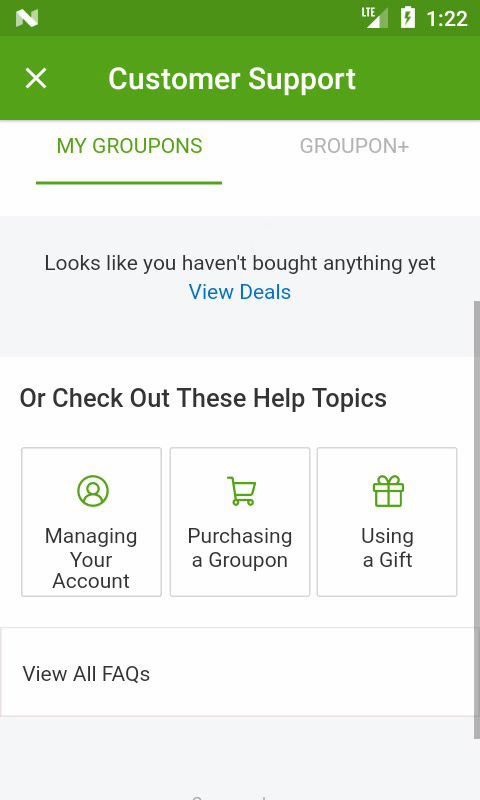 LTE 1:22
Customer Support
MY GROUPONS GROUPON+
Looks like you haven't bought anything yet
View Deals
Or Check Out These Help Topics
Managing
Your
Account
Purchasing
a Groupon
Using
a Gift
View All FAQs